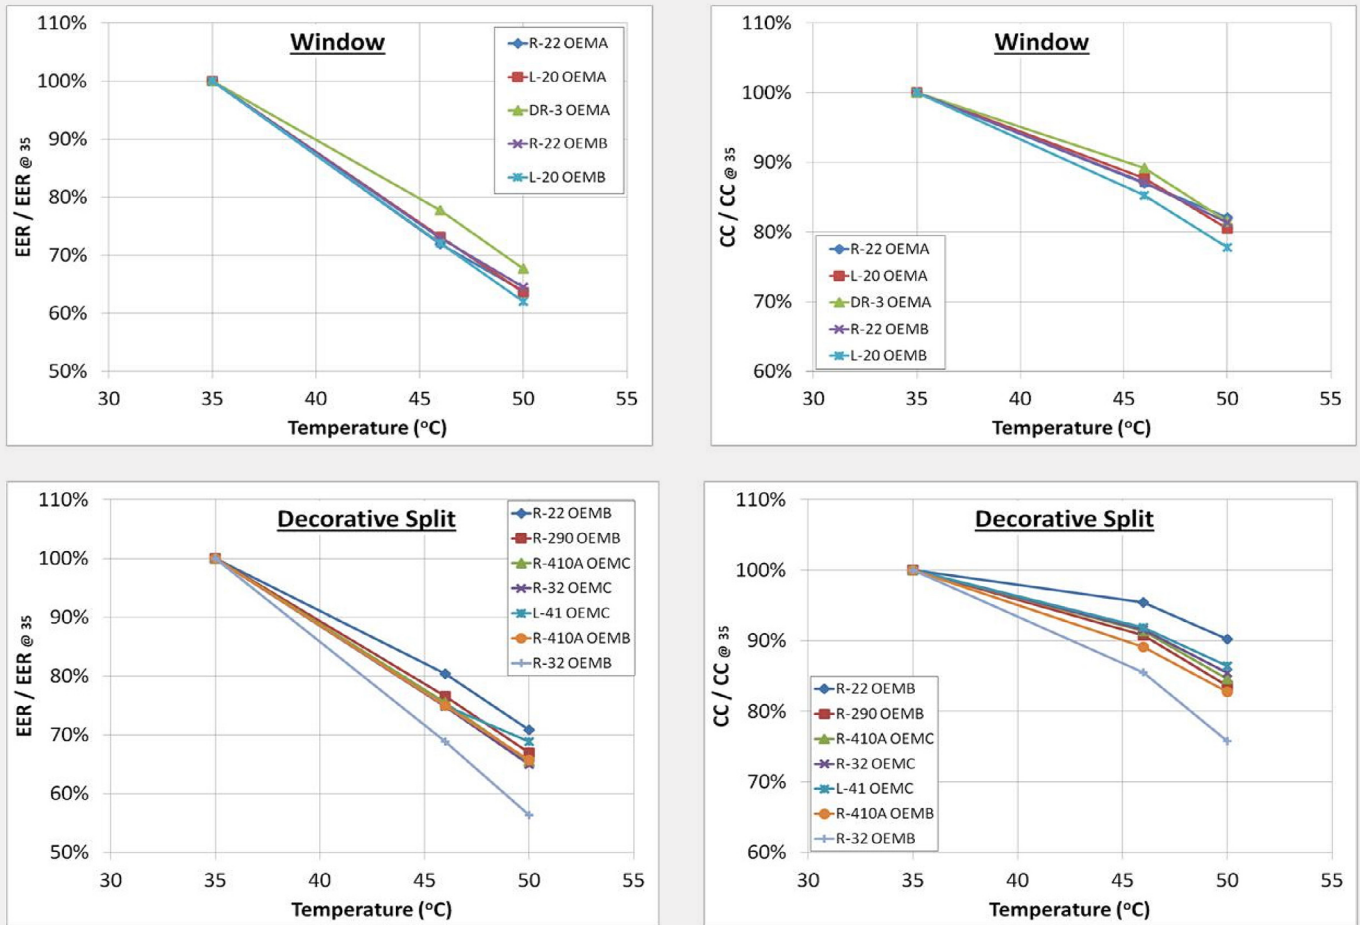 Window
110%
100%
90%
80%
70%
60%
50%
EER / EER @ 35
30 35 40 45 50 55
Temperature (°C)
R-22 OEMA
L-20 OEMA
DR-3 OEMA
R-22 OEMB
L-20 OEMB
Window
110%
100%
90%
80%
70%
60%
CC / CC @ 35
30 35 40 45 50 55
Temperature (°C)
R-22 OEMA
L-20 OEMA
DR-3 OEMA
R-22 OEMB
L-20 OEMB
Decorative Split
110%
100%
90%
80%
70%
60%
50%
EER / EER @ 35
30 35 40 45 50 55
Temperature (°C)
R-22 OEMB
R-290 OEMB
R-410A OEMC
R-32 OEMC
L-41 OEMC
R-410A OEMB
R-32 OEMB
Decorative Split
110%
100%
90%
80%
70%
60%
CC / CC @ 35
30 35 40 45 50 55
Temperature (°C)
R-22 OEMB
R-290 OEMB
R-410A OEMC
R-32 OEMC
L-41 OEMC
R-410A OEMB
R-32 OEMB